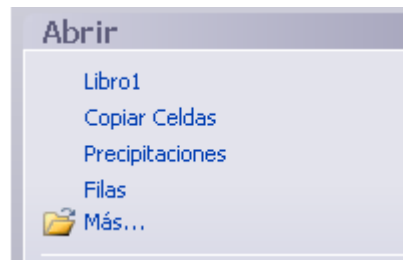 Abrir
Libro1
Copiar Celdas
Precipitaciones
Filas
Más...